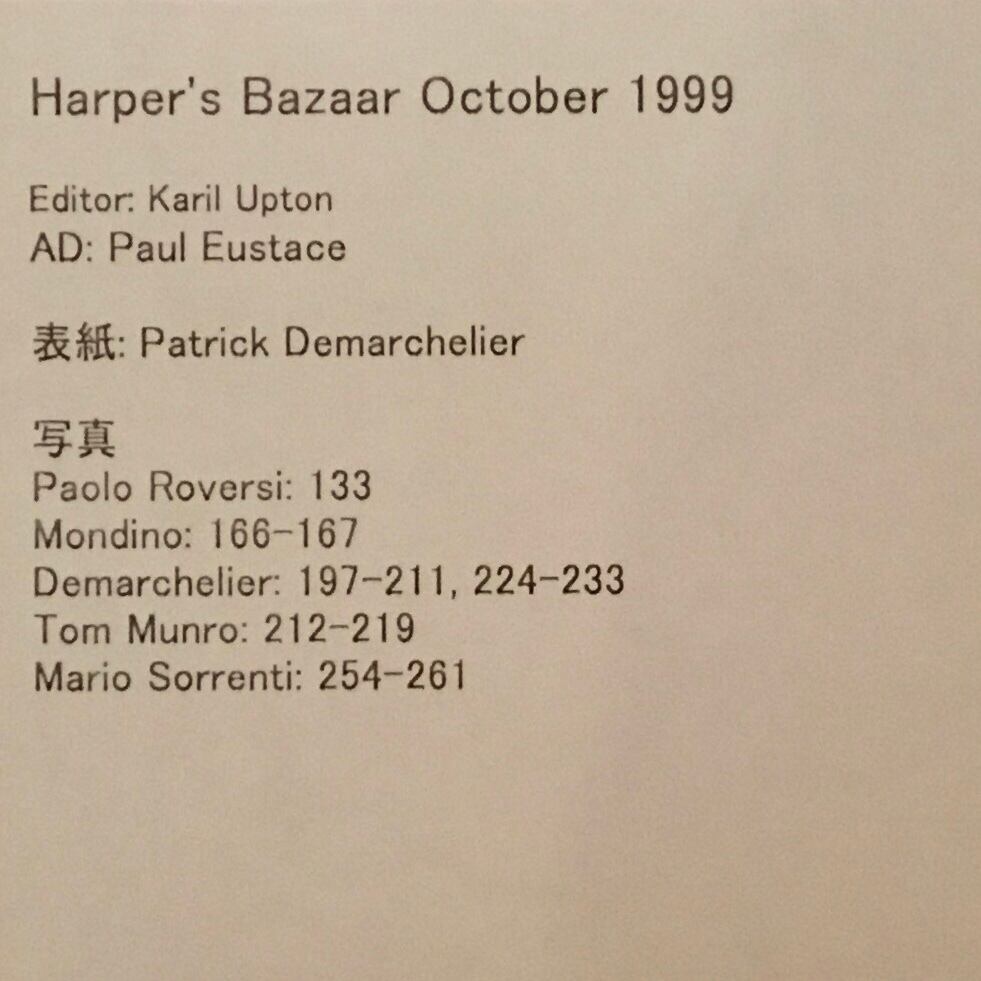 Harper's Bazaar October 1999
Editor: Karil Upton
AD: Paul Eustace
表紙: Patrick Demarchelier
写真
Paolo Roversi: 133
Mondino: 166-167
Demarchelier: 197-211, 224-233
Tom Munro: 212-219
Mario Sorrenti: 254-261